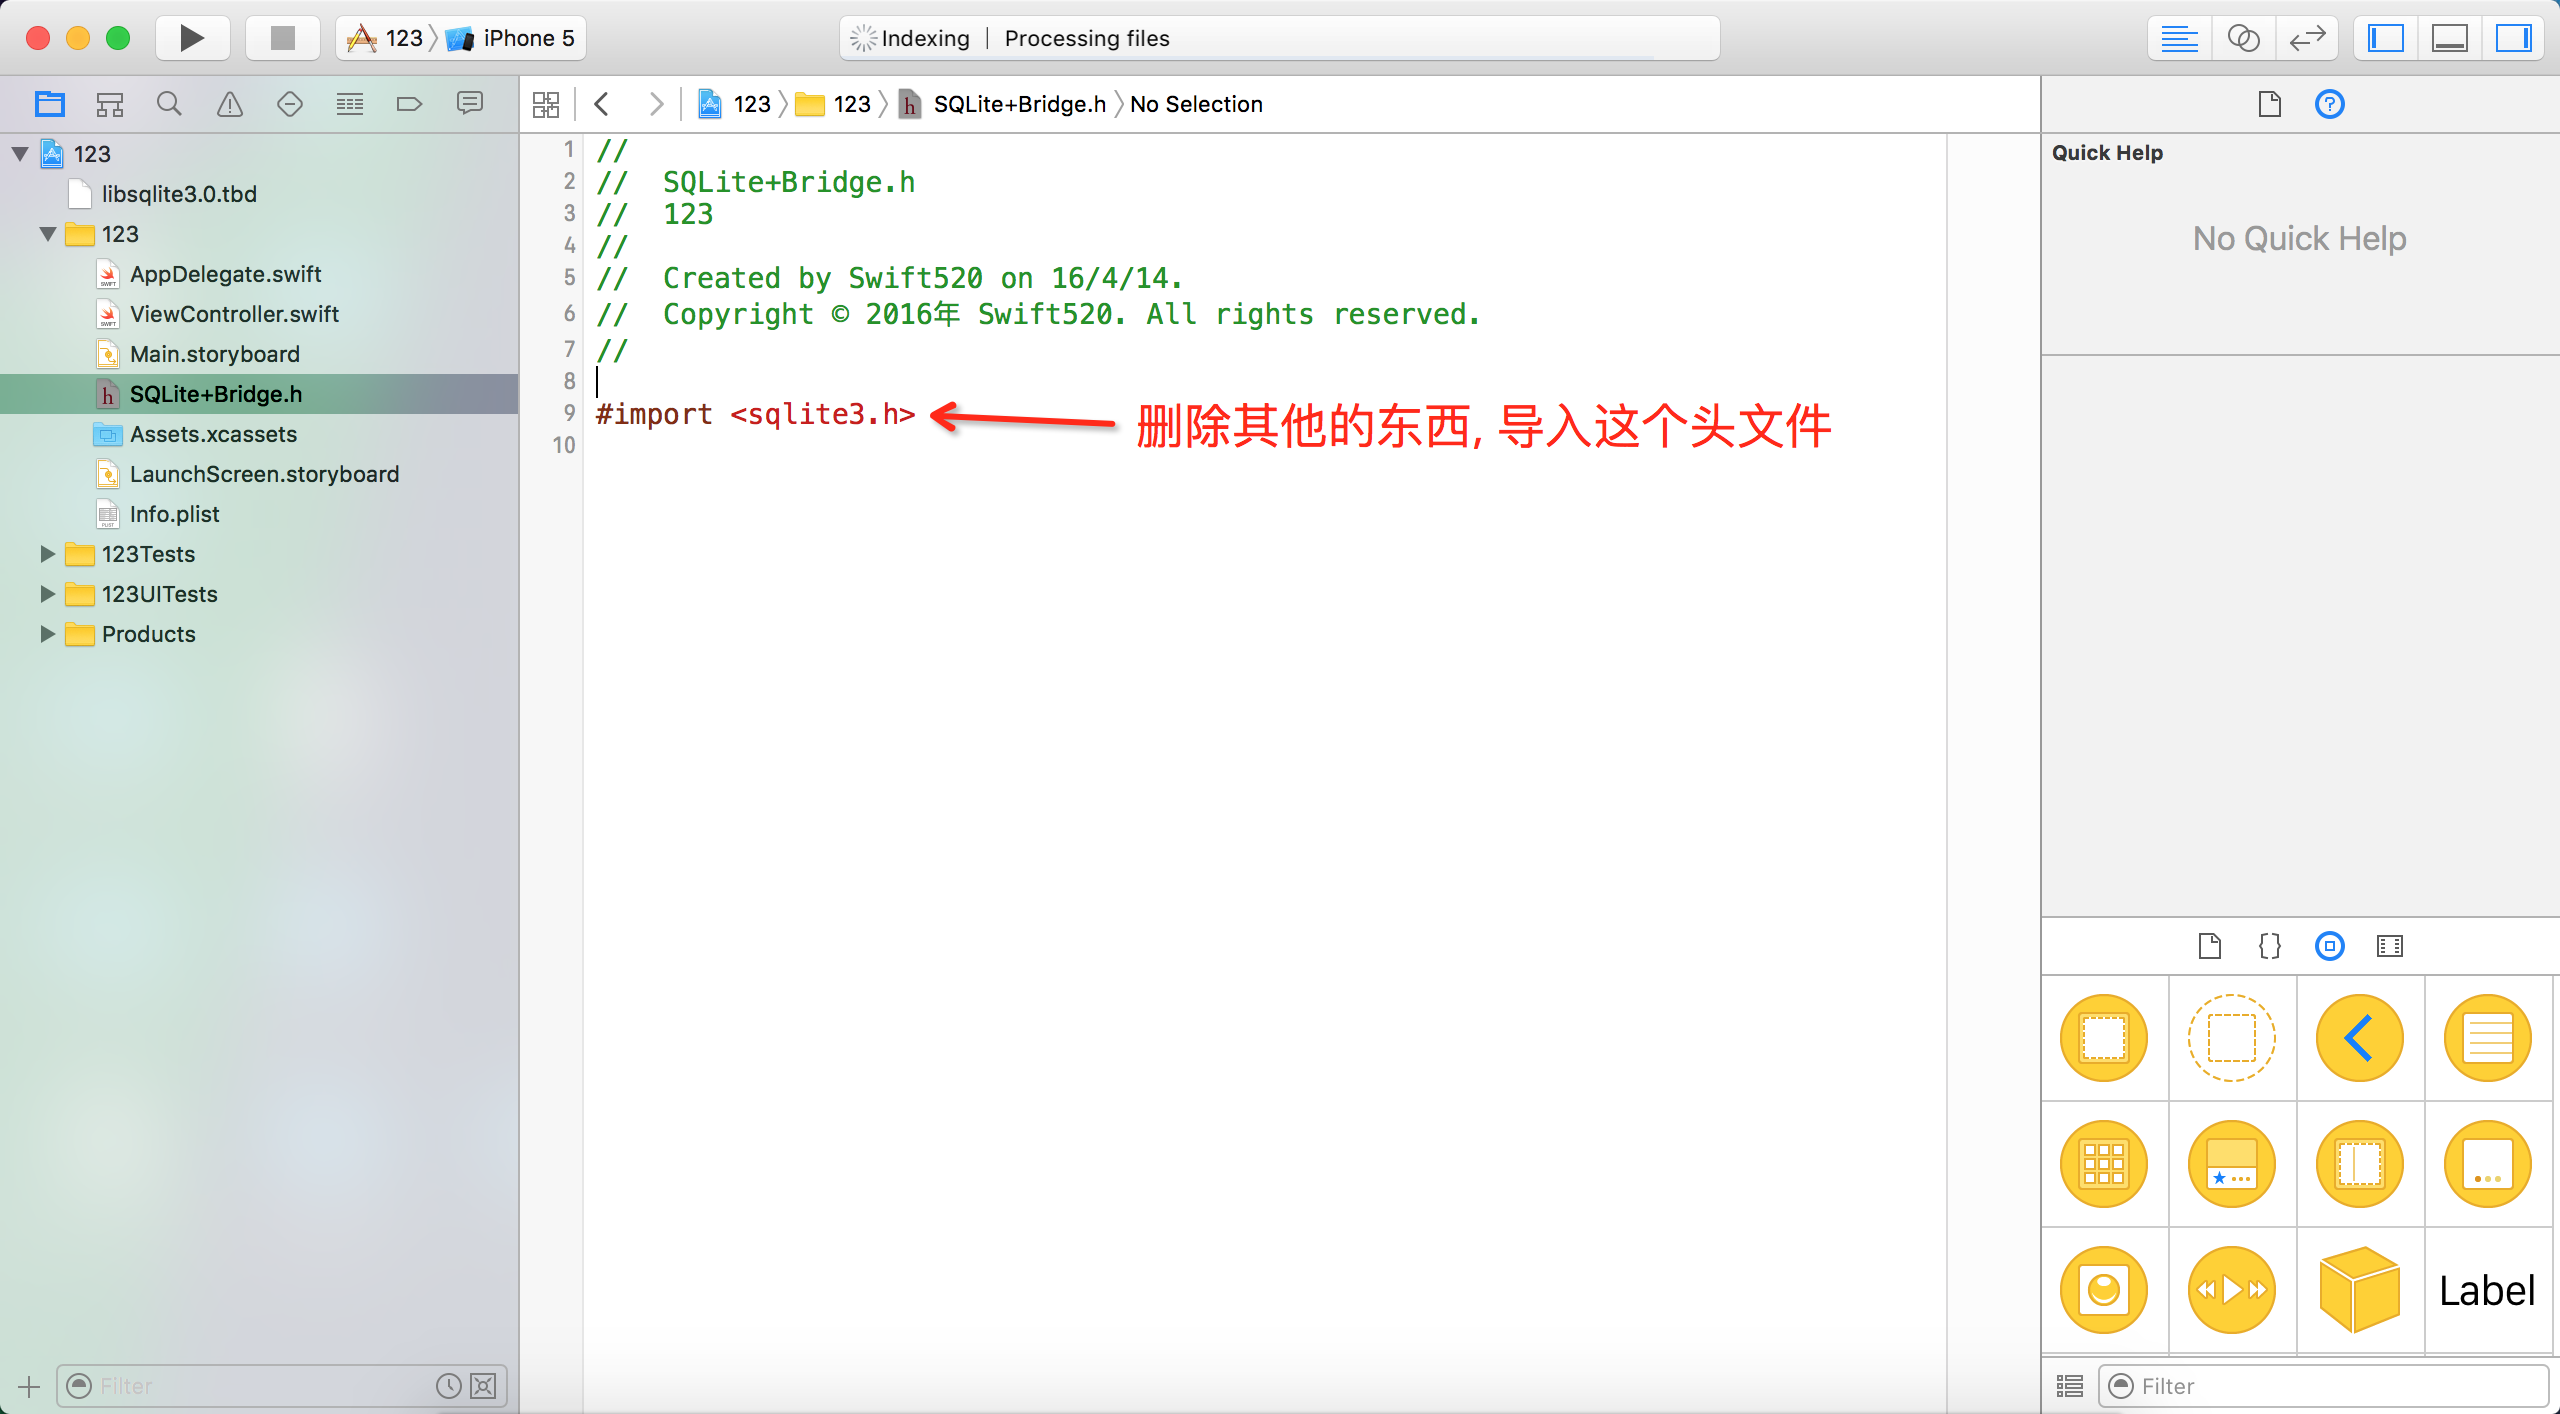 123 iPhone 5
Indexing | Processing files
123 123 SQLite+Bridge.h No Selection
123
libsqlite3.0.tbd
123
AppDelegate.swift
ViewController.swift
Main.storyboard
SQLite+Bridge.h
Assets.xcassets
LaunchScreen.storyboard
Info.plist
123Tests
123UITests
Products
Filter
1 //
2 // SQLite+Bridge.h
3 // 123
4 //
5 // Created by Swift520 on 16/4/14.
6 // Copyright © 2016年 Swift520. All rights reserved.
7 //
8
9 #import <sqlite3.h>
10
删除其他的东西, 导入这个头文件
Quick Help
No Quick Help
Label
Filter